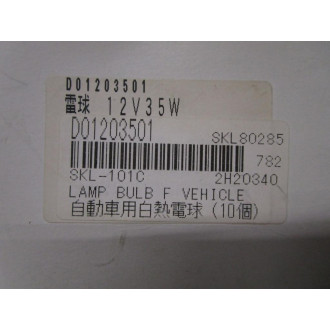 D01203501
電球 12V35W
D01203501 SKL80285
782
SKL-101C 2H20340
LAMP BULB F VEHICLE
自動車用白熱電球(10個)